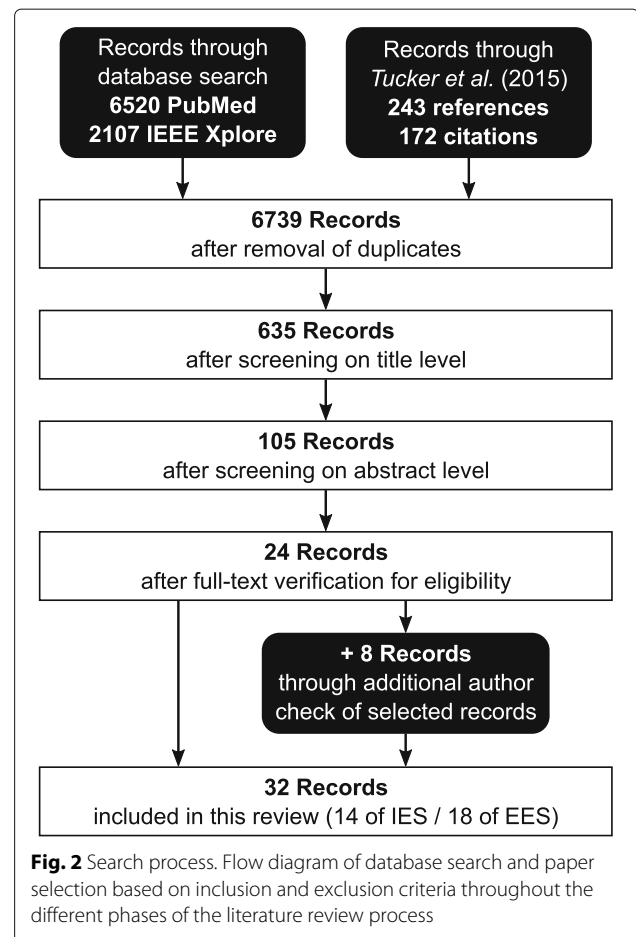 Records through
database search
6520 PubMed
2107 IEEE Xplore
Records through
Tucker et al. (2015)
243 references
172 citations
6739 Records
after removal of duplicates
635 Records
after screening on title level
105 Records
after screening on abstract level
24 Records
after full-text verification for eligibility
+ 8 Records
through additional author
check of selected records
32 Records
included in this review (14 of IES / 18 of EES)
Fig. 2 Search process. Flow diagram of database search and paper
selection based on inclusion and exclusion criteria throughout the
different phases of the literature review process